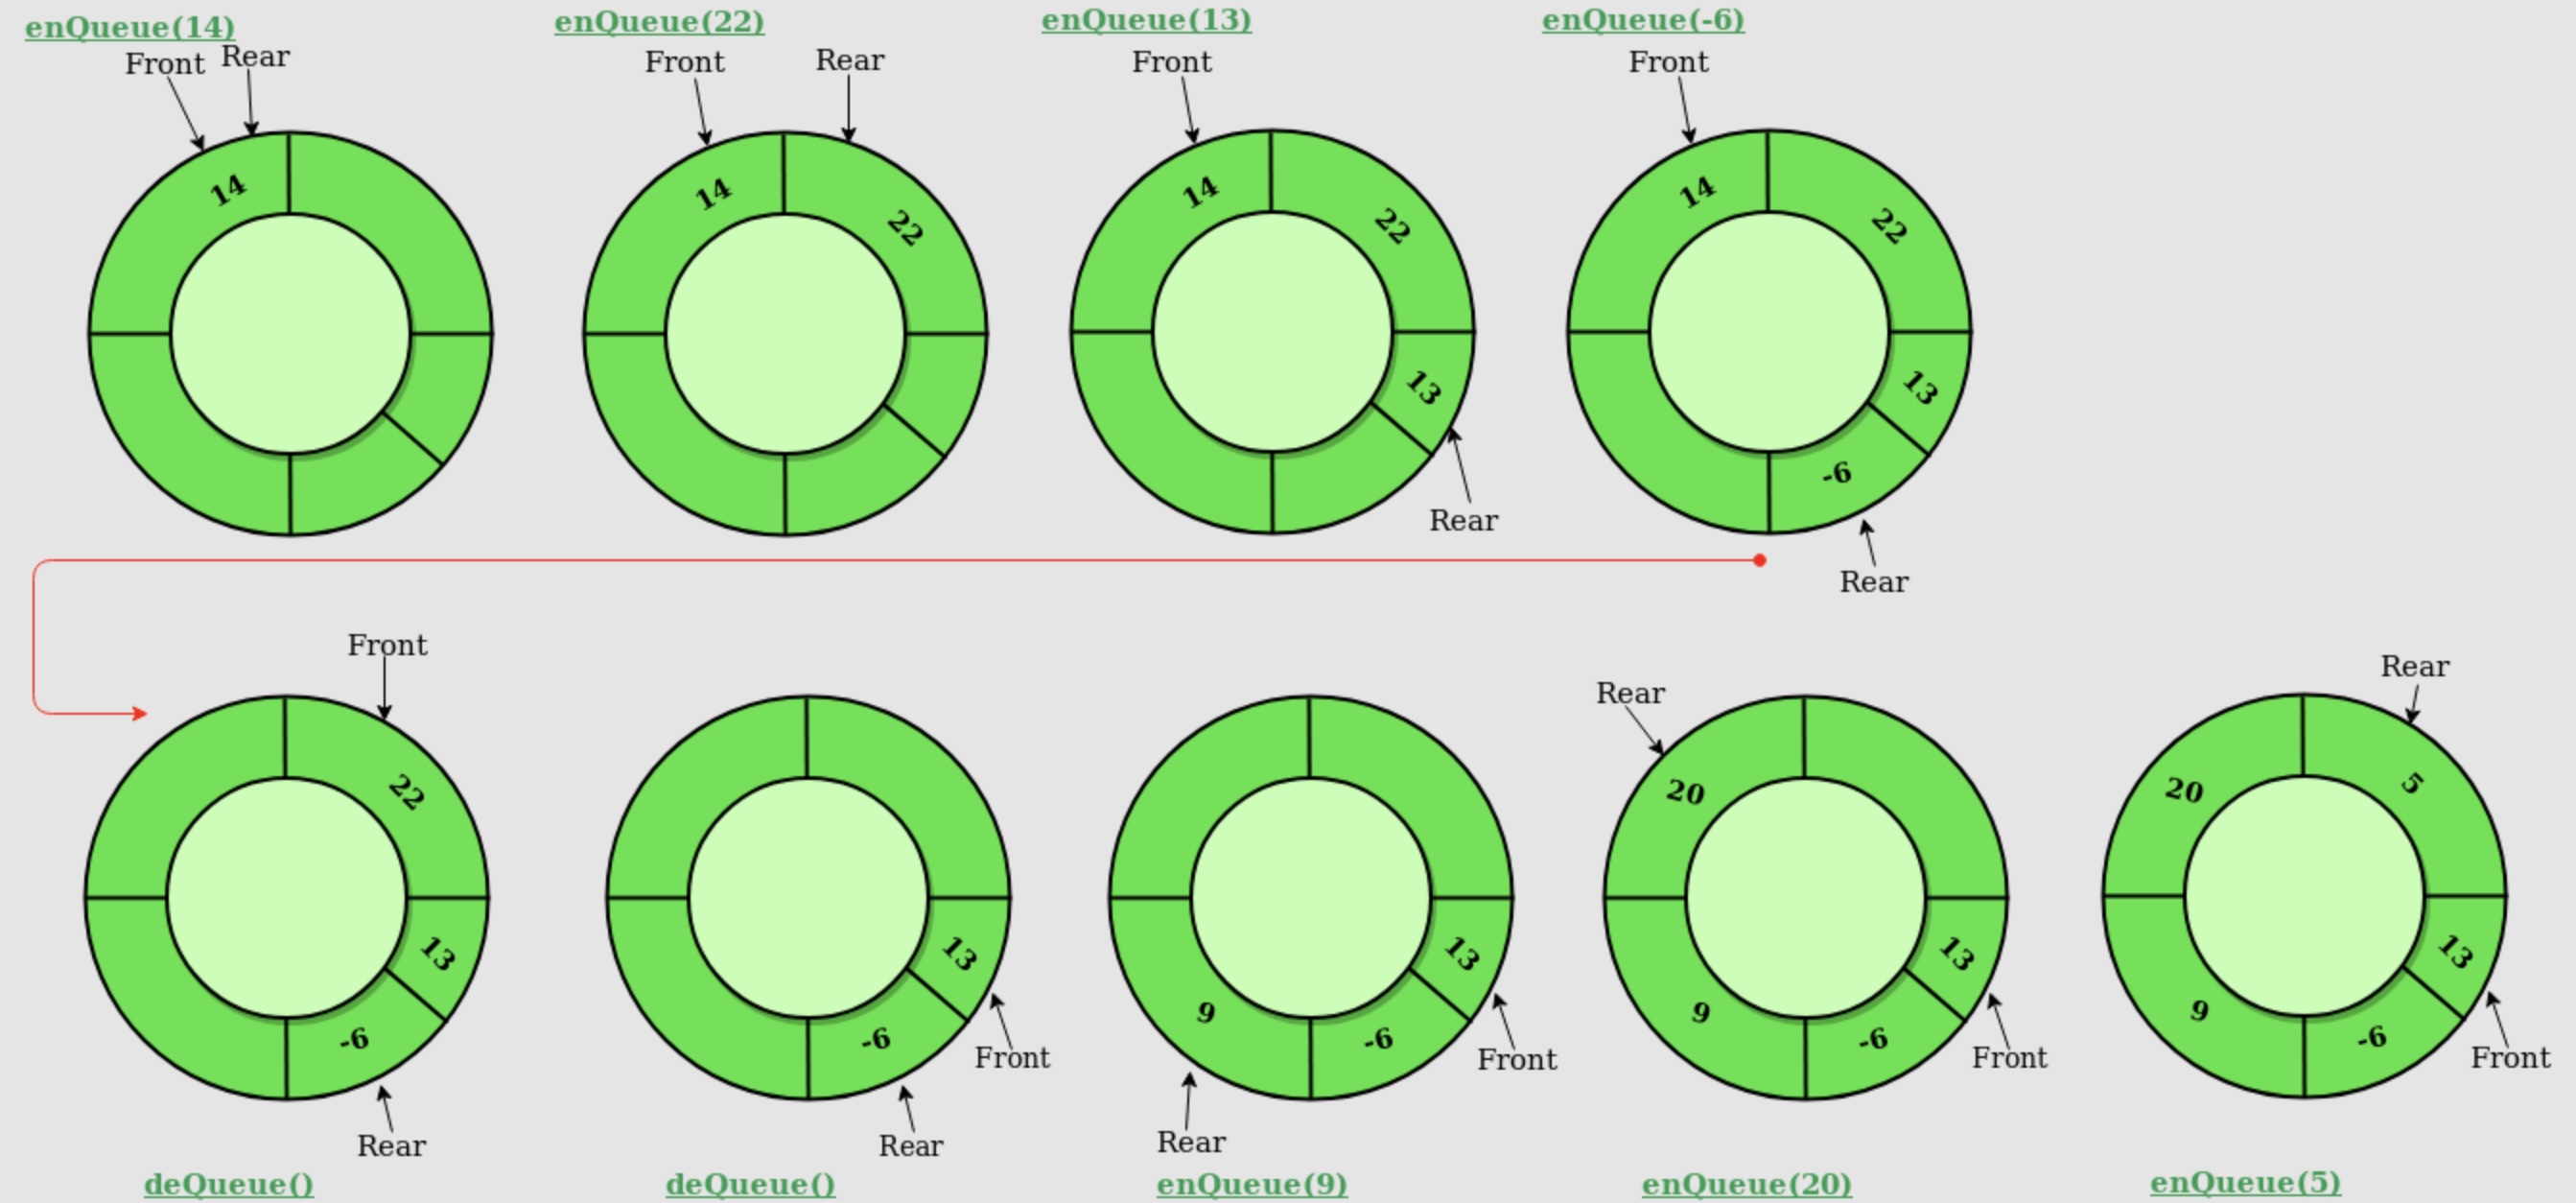 enQueue(14)
Front Rear
14
enQueue(22)
Front Rear
14
22
enQueue(13)
Front
14
22
13
Rear
enQueue(-6)
Front
14
22
13
-6
Rear
Front
22
13
-6
Rear
deQueue()
13
-6
Front
Rear
deQueue()
13
9
-6
Front
Rear
enQueue(9)
Rear
20
13
9
-6
Front
enQueue(20)
Rear
20
5
13
9
-6
Front
enQueue(5)